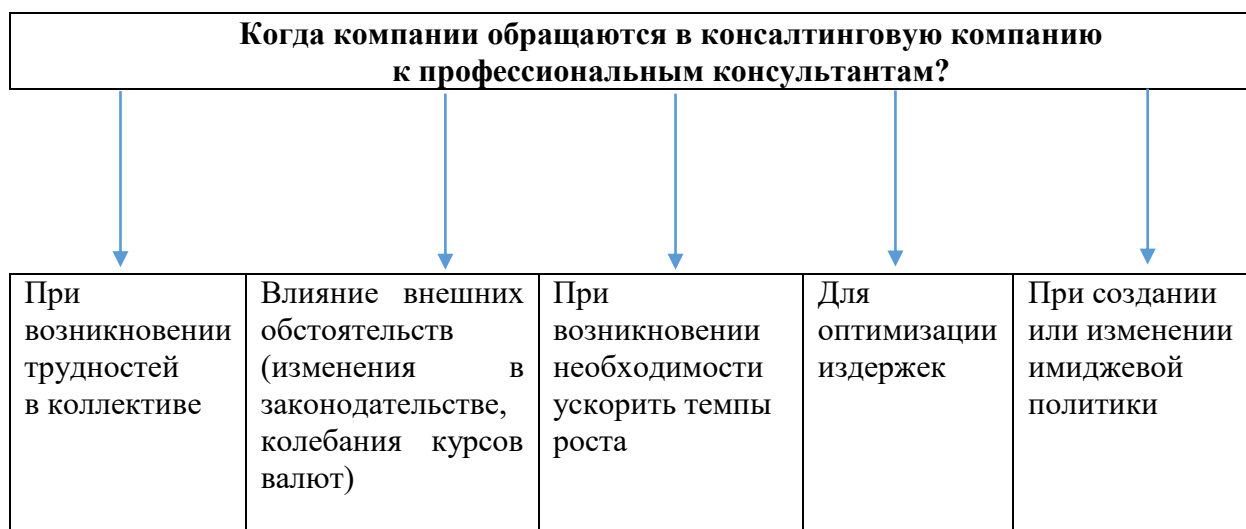 Когда компании обращаются в консалтинговую компанию
к профессиональным консультантам?
При
возникновении
трудностей
в коллективе
Влияние внешних
обстоятельств
(изменения в
законодательстве,
колебания курсов
валют)
При
возникновении
необходимости
ускорить темпы
роста
Для
оптимизации
издержек
При создании
или изменении
имиджевой
политики